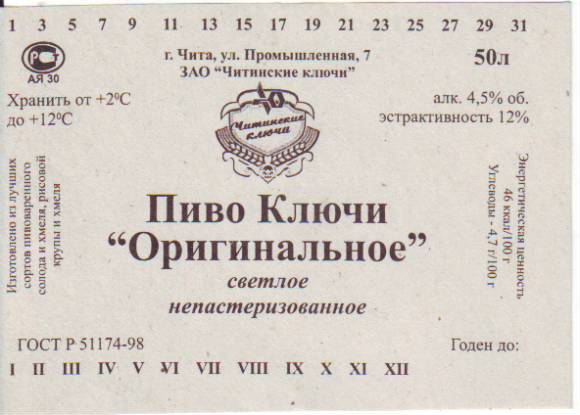 1 3 5 7 9 11 13 15 17 19 21 23 25 27 29 31
РСТ
АЯ 30
г. Чита, ул. Промышленная, 7
ЗАО “Читинские ключи”
50л
Хранить от +2⁰С
до +12⁰С
алк. 4,5% об.
эстрактивность 12%
Читинские
ключи
Изготовлено из лучших
сортов пивоваренного
солода и хмеля, рисовой
крупы и хмеля
Энергетическая ценность
46 ккал/100 г
Углеводы - 4,7 г/100 г
Пиво Ключи
“Оригинальное”
светлое
непастеризованное
ГОСТ Р 51174-98
Годен до:
I II III IV V VI VII VIII IX X XI XII